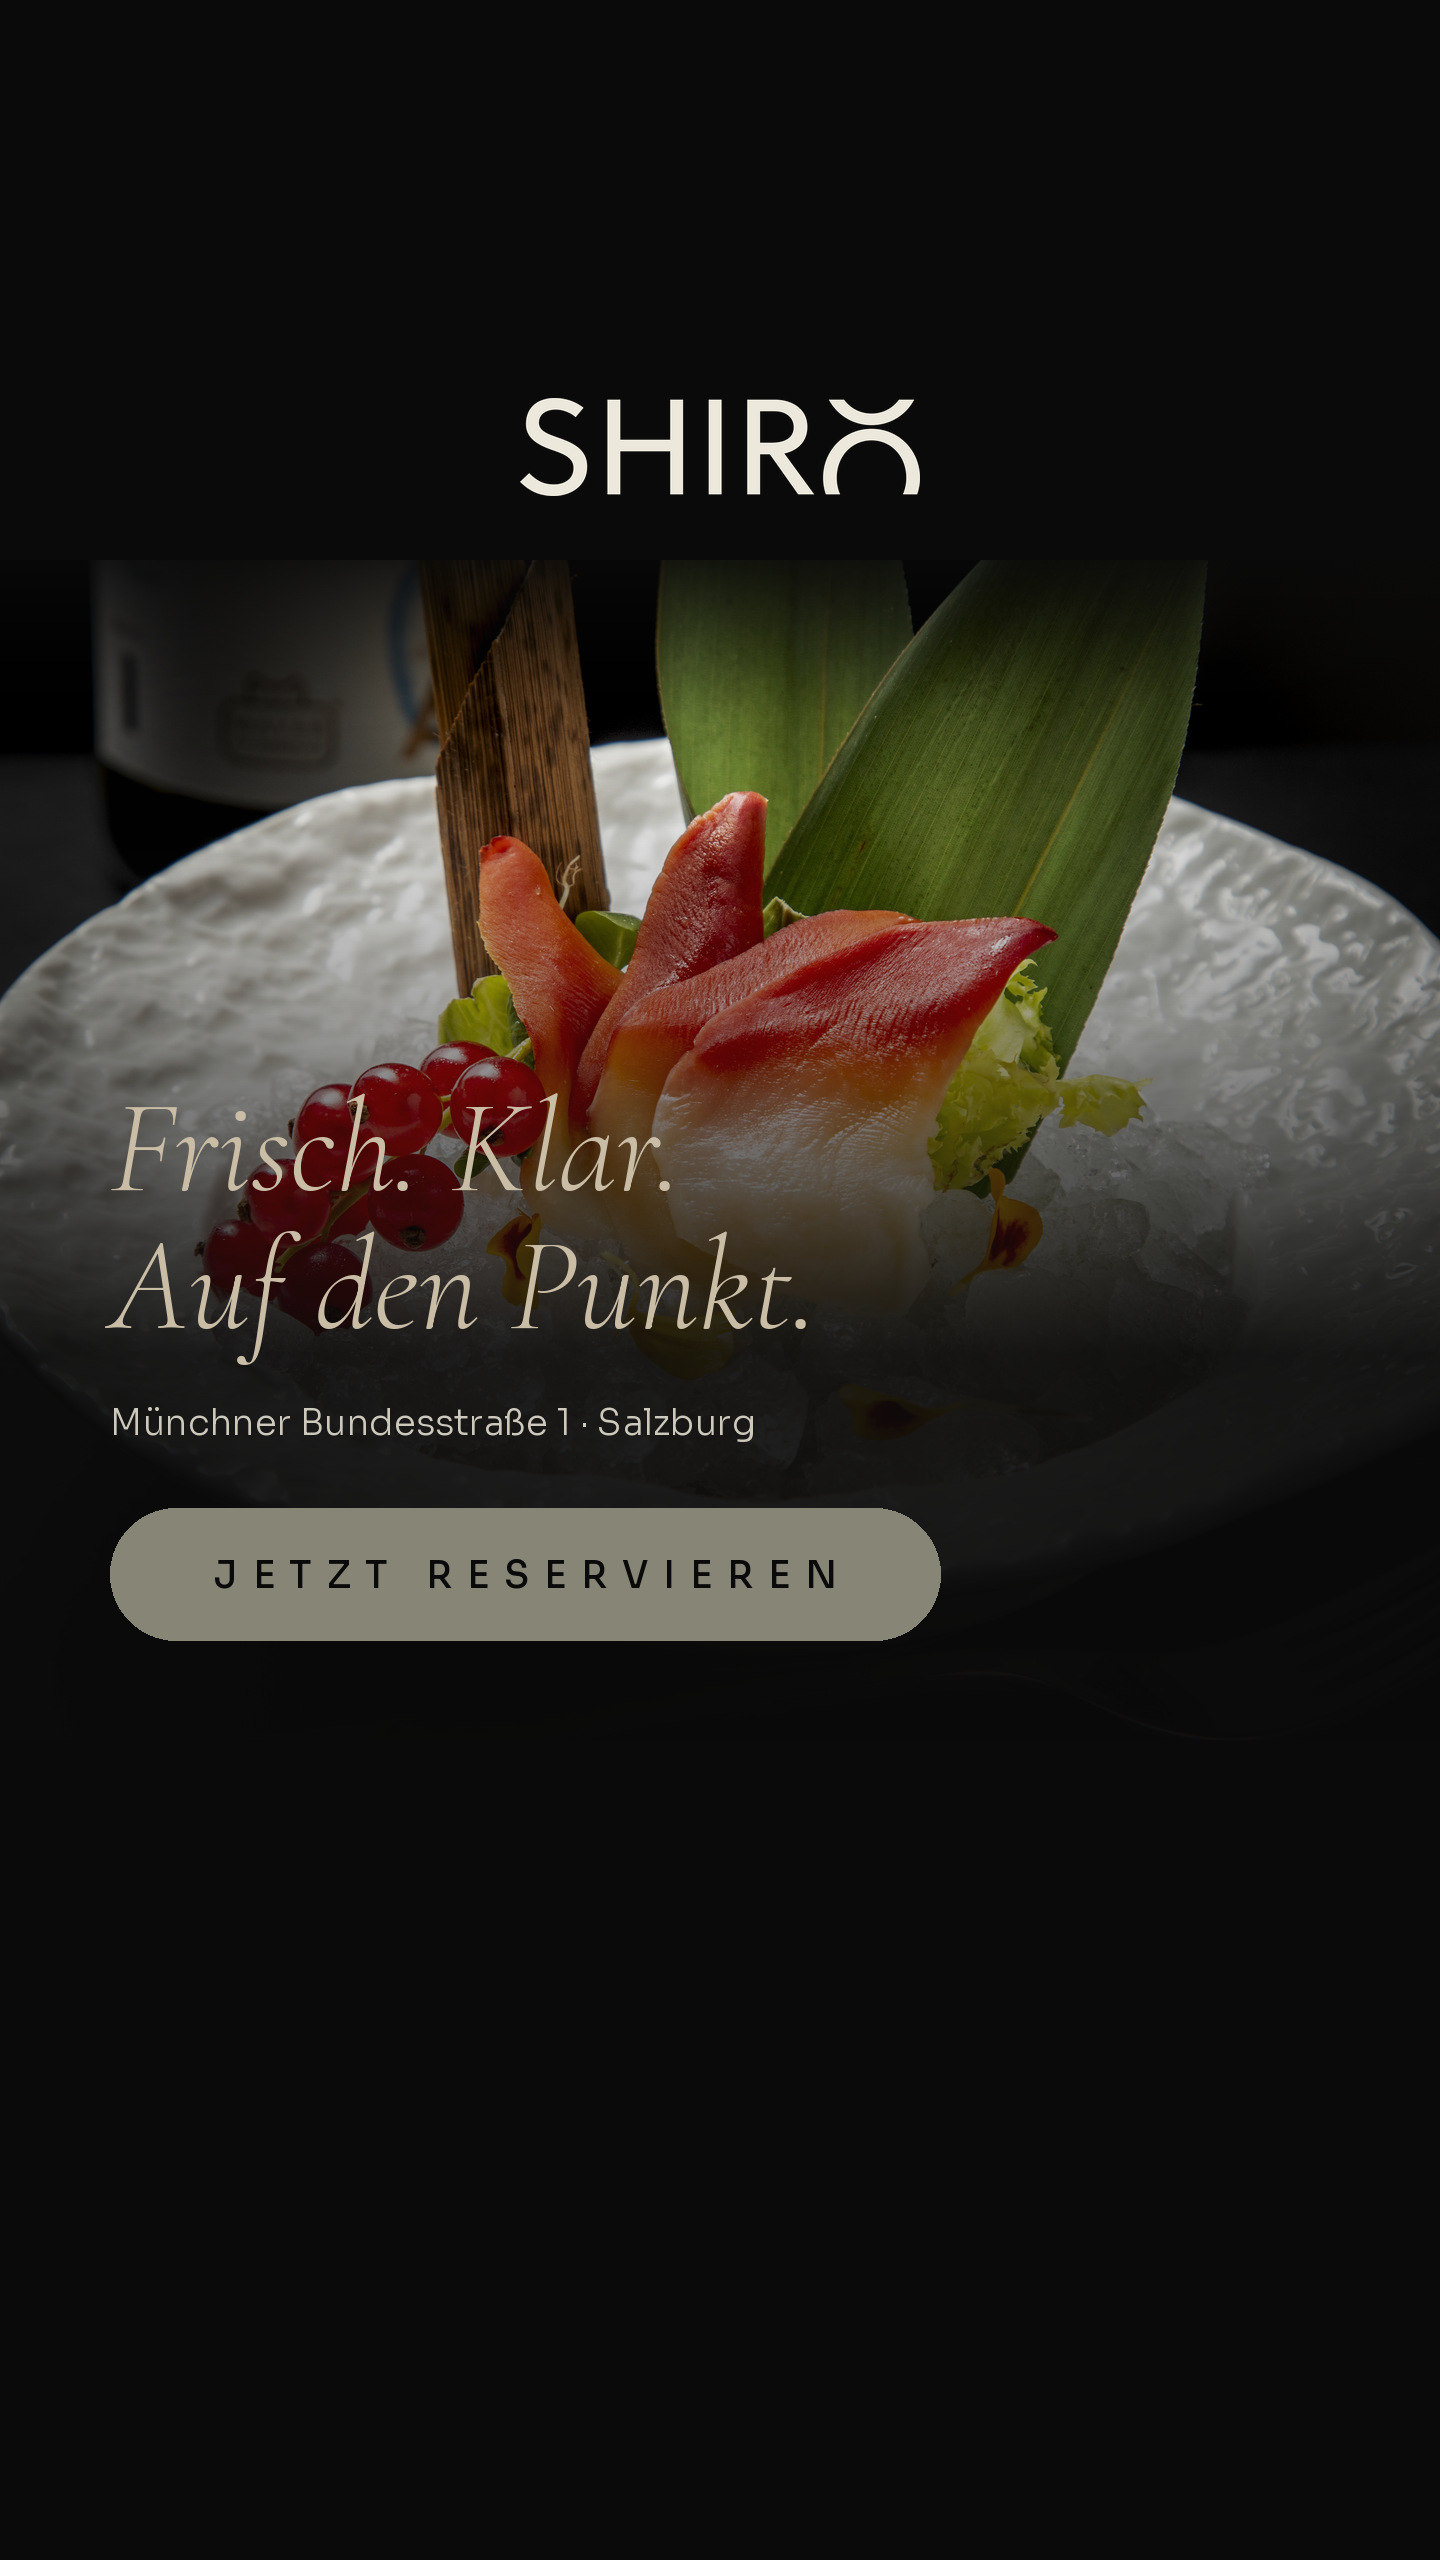 SHIRO
Frisch. Klar.
Auf den Punkt.
Münchner Bundesstraße 1 · Salzburg
JETZT RESERVIEREN